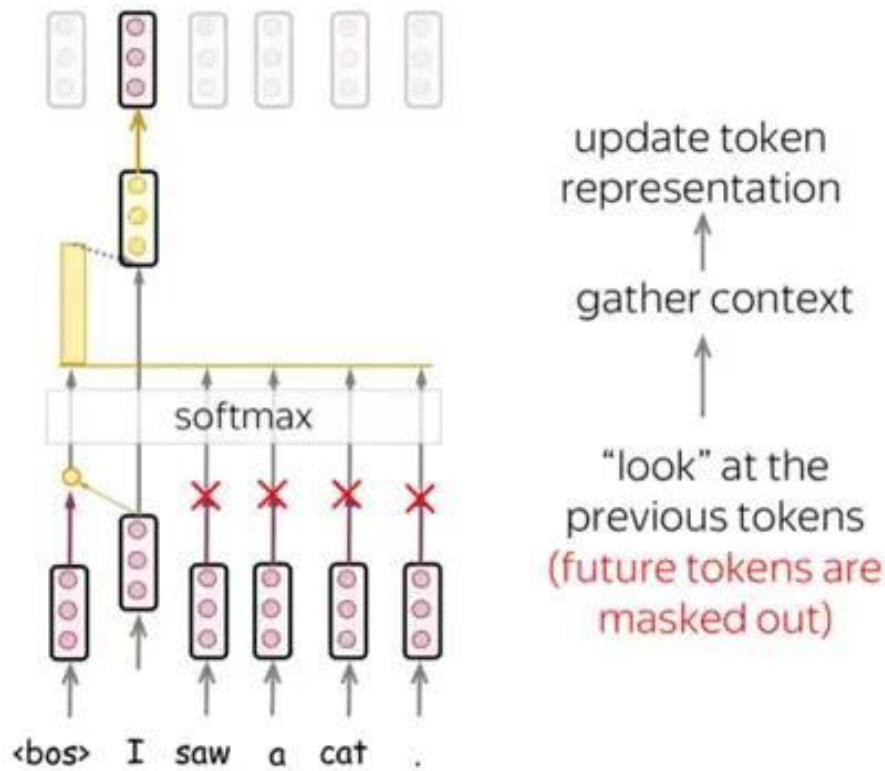 update token
representation
gather context
softmax
“look” at the
previous tokens
(future tokens are
masked out)
<bos> I saw a cat .